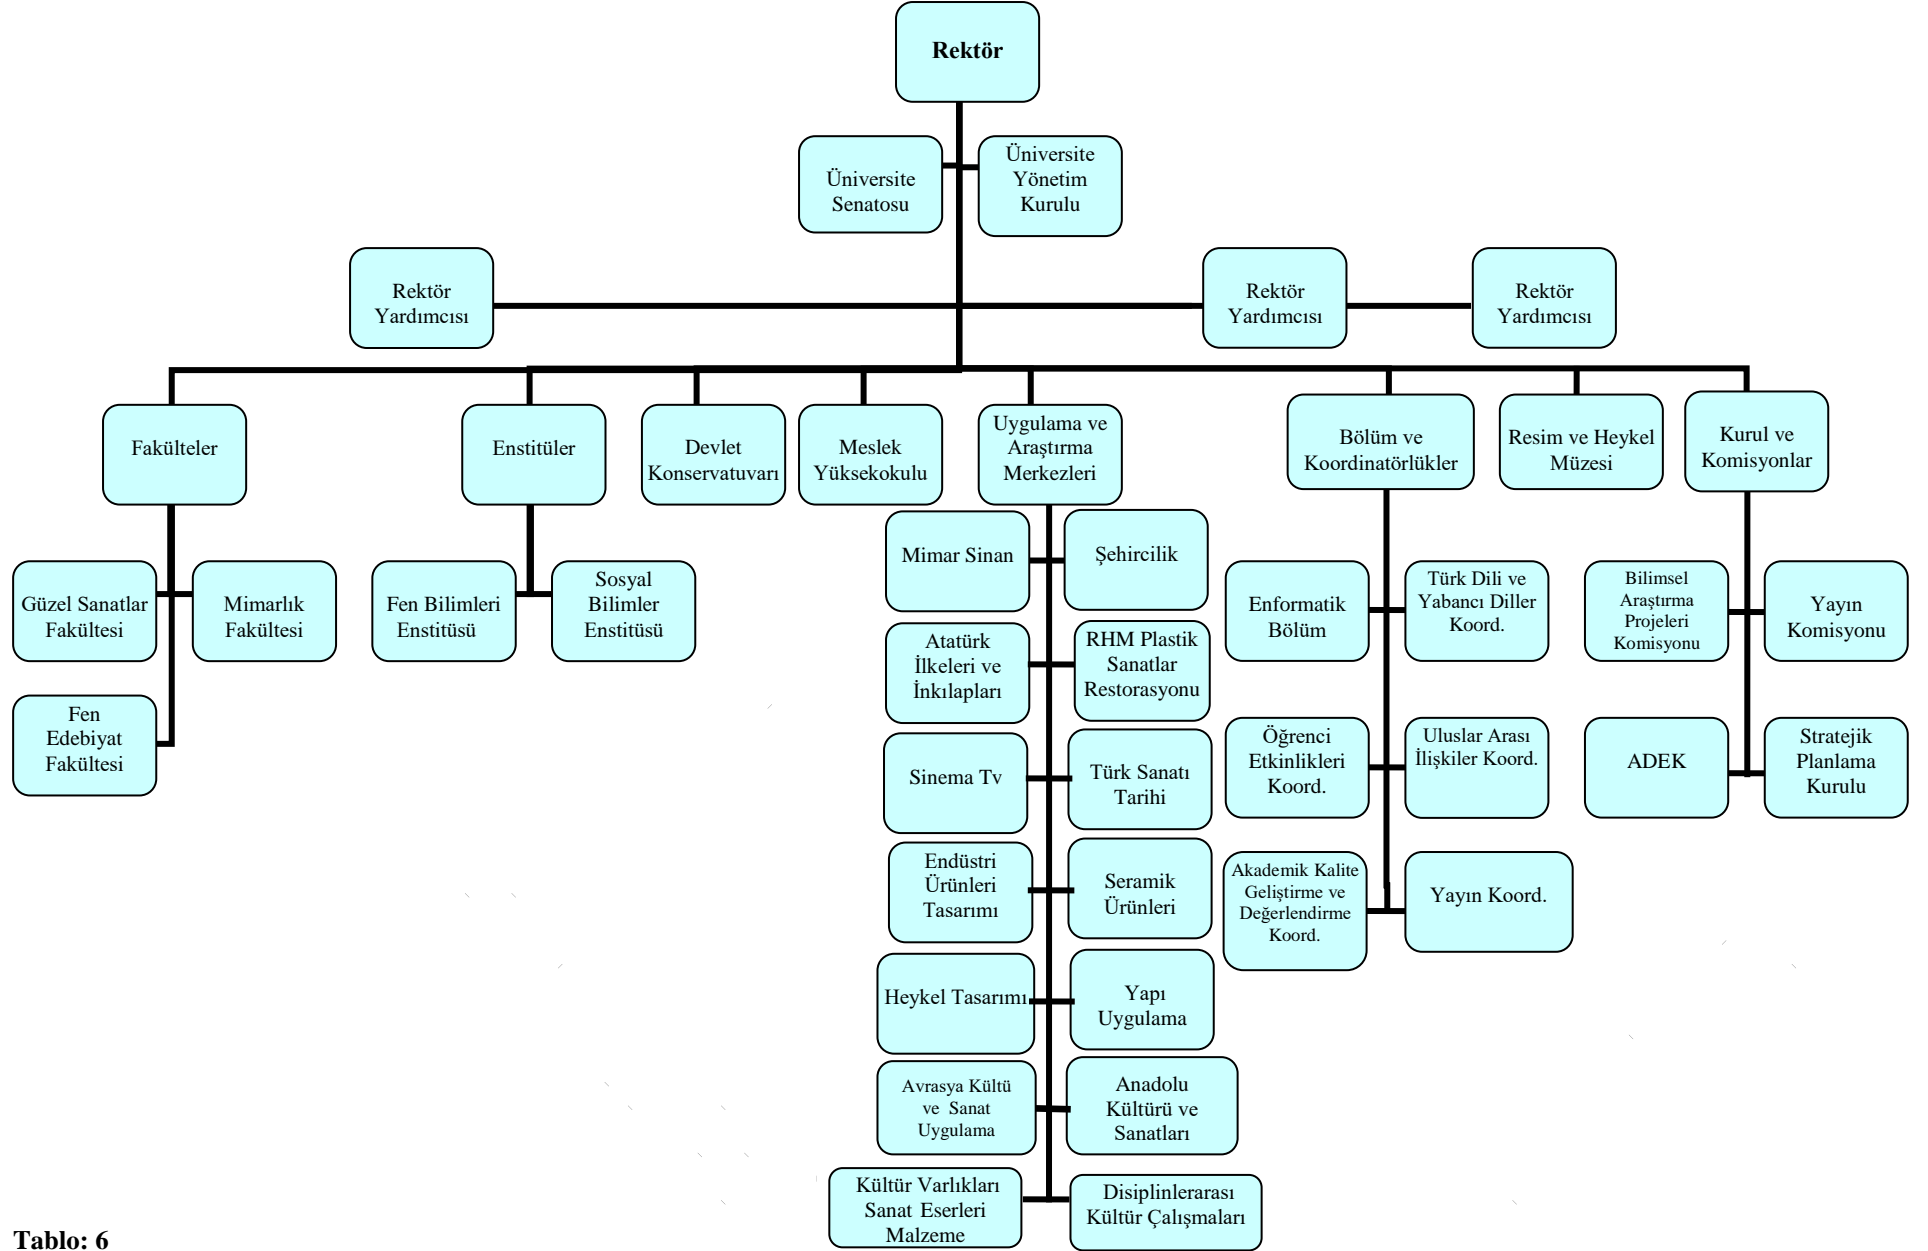 Rektör
Üniversite
Senatosu
Üniversite
Yönetim
Kurulu
Rektör
Yardımcısı
Rektör
Yardımcısı
Rektör
Yardımcısı
Fakülteler
Enstitüler
Devlet
Konservatuvarı
Meslek
Yüksekokulu
Uygulama ve
Araştırma
Merkezleri
Bölüm ve
Koordinatörlükler
Resim ve Heykel
Müzesi
Kurul ve
Komisyonlar
Güzel Sanatlar
Fakültesi
Mimarlık
Fakültesi
Fen
Edebiyat
Fakültesi
Fen Bilimleri
Enstitüsü
Sosyal
Bilimler
Enstitüsü
Mimar Sinan
Şehircilik
Atatürk
İlkeleri ve
İnkılapları
RHM Plastik
Sanatlar
Restorasyonu
Sinema Tv
Türk Sanatı
Tarihi
Endüstri
Ürünleri
Tasarımı
Seramik
Ürünleri
Heykel Tasarımı
Yapı
Uygulama
Avrasya Kültü
ve Sanat
Uygulama
Anadolu
Kültürü ve
Sanatları
Kültür Varlıkları
Sanat Eserleri
Malzeme
Disiplinlerarası
Kültür Çalışmaları
Enformatik
Bölüm
Türk Dili ve
Yabancı Diller
Koord.
Öğrenci
Etkinlikleri
Koord.
Uluslar Arası
İlişkiler Koord.
Akademik Kalite
Geliştirme ve
Değerlendirme
Koord.
Yayın Koord.
Bilimsel
Araştırma
Projeleri
Komisyonu
Yayın
Komisyonu
ADEK
Stratejik
Planlama
Kurulu
Tablo: 6